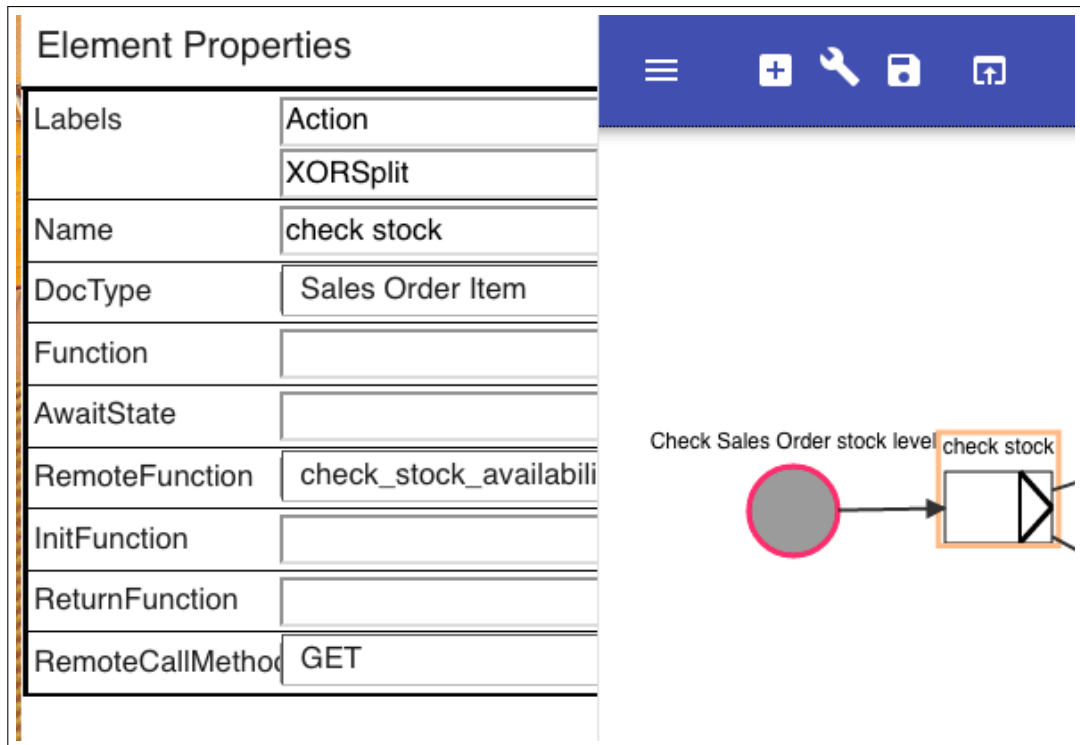 Element Properties
Labels
Action
XORSplit
Name
check stock
DocType
Sales Order Item
Function
AwaitState
RemoteFunction
check_stock_availabili
InitFunction
ReturnFunction
RemoteCallMethod
GET
Check Sales Order stock level
check stock